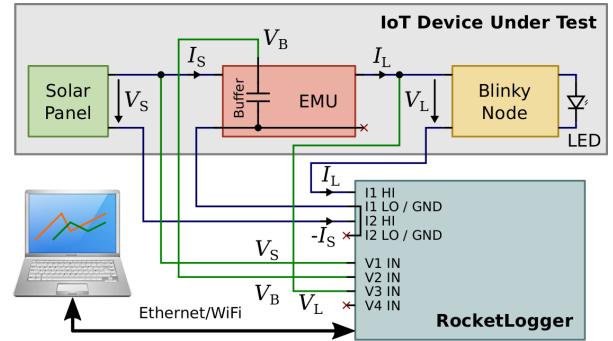 IoT Device Under Test
V_B
I_S
I_L
Solar
Panel
V_S
Buffer
EMU
V_L
Blinky
Node
LED
I_L
I1 HI
I1 LO / GND
I2 HI
-I_S
I2 LO / GND
V_S
V1 IN
V2 IN
V_B
V_L
V3 IN
V4 IN
Ethernet/WiFi
RocketLogger